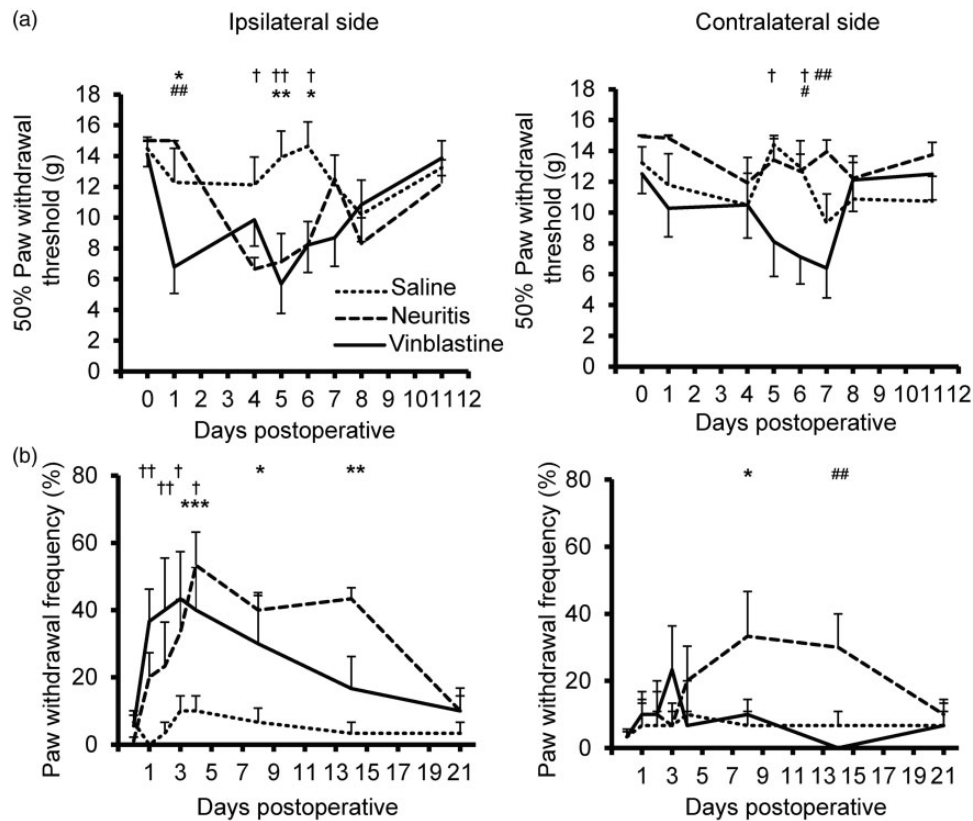 (a)
Ipsilateral side
Contralateral side
* † †† †
## ** *
† † ##
#
18
16
14
12
10
8
6
4
2
0
50% Paw withdrawal
threshold (g)
Saline
Neuritis
Vinblastine
0 1 2 3 4 5 6 7 8 9 101112
Days postoperative
18
16
14
12
10
8
6
4
2
0
50% Paw withdrawal
threshold (g)
0 1 2 3 4 5 6 7 8 9 101112
Days postoperative
(b)
†† † * **
†† †
***
80
60
40
20
0
Paw withdrawal frequency (%)
1 3 5 7 9 11 13 15 17 19 21
Days postoperative
* ##
80
60
40
20
0
Paw withdrawal frequency (%)
1 3 5 7 9 11 13 15 17 19 21
Days postoperative